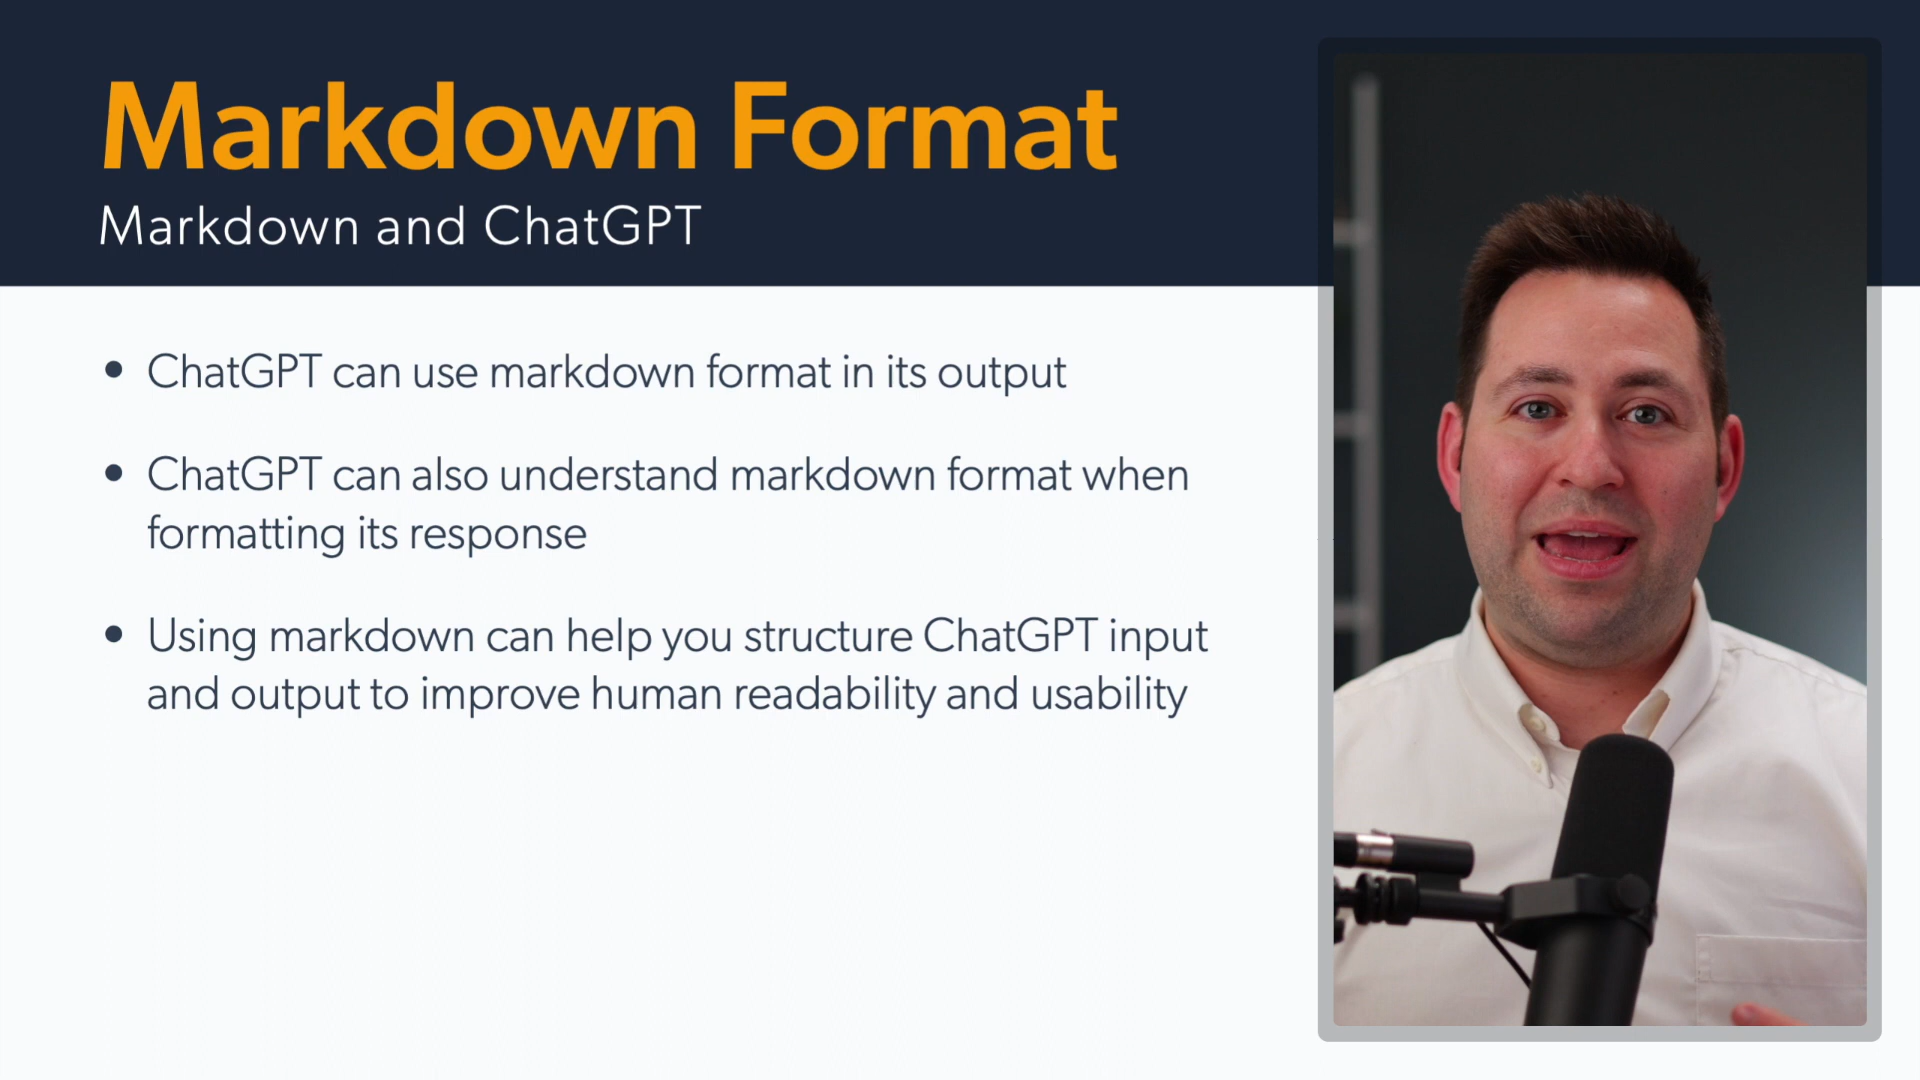 Markdown Format
Markdown and ChatGPT
• ChatGPT can use markdown format in its output
• ChatGPT can also understand markdown format when
formatting its response
• Using markdown can help you structure ChatGPT input
and output to improve human readability and usability